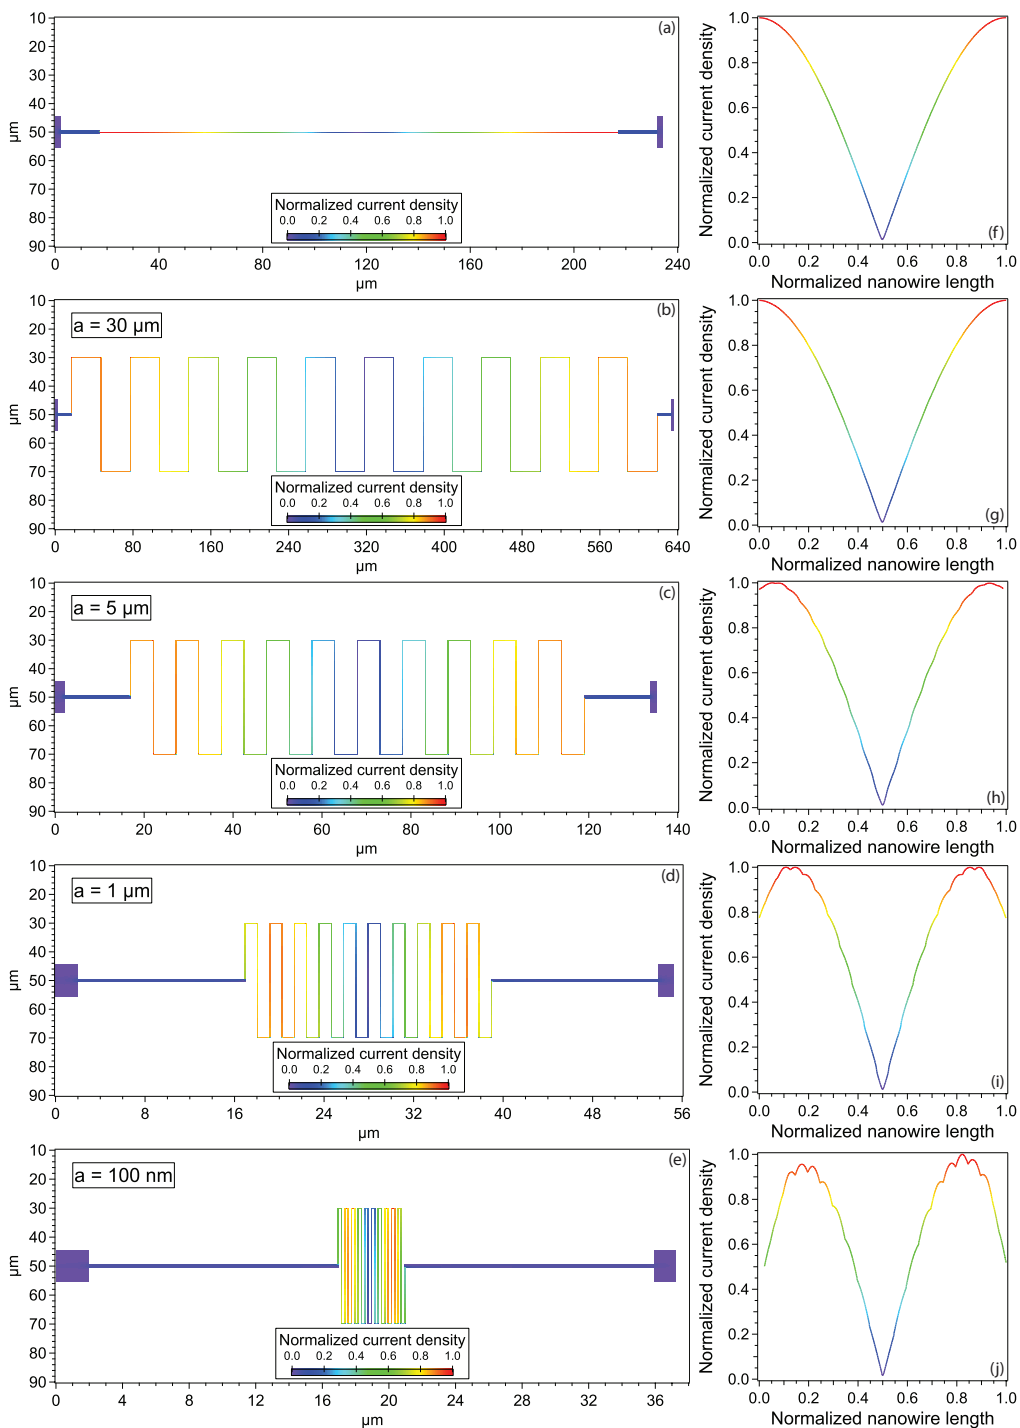 10
20
30
40
50
60
70
80
90
µm
(a)
Normalized current density
0.0 0.2 0.4 0.6 0.8 1.0
0 40 80 120 160 200 240
µm
1.0
0.8
0.6
0.4
0.2
0.0
Normalized current density
(f)
0.0 0.2 0.4 0.6 0.8 1.0
Normalized nanowire length
10
20
30
40
50
60
70
80
90
µm
a = 30 µm
(b)
Normalized current density
0.0 0.2 0.4 0.6 0.8 1.0
0 80 160 240 320 400 480 560 640
µm
1.0
0.8
0.6
0.4
0.2
0.0
Normalized current density
(g)
0.0 0.2 0.4 0.6 0.8 1.0
Normalized nanowire length
10
20
30
40
50
60
70
80
90
µm
a = 5 µm
(c)
Normalized current density
0.0 0.2 0.4 0.6 0.8 1.0
0 20 40 60 80 100 120 140
µm
1.0
0.8
0.6
0.4
0.2
0.0
Normalized current density
(h)
0.0 0.2 0.4 0.6 0.8 1.0
Normalized nanowire length
10
20
30
40
50
60
70
80
90
µm
a = 1 µm
(d)
Normalized current density
0.0 0.2 0.4 0.6 0.8 1.0
0 8 16 24 32 40 48 56
µm
1.0
0.8
0.6
0.4
0.2
0.0
Normalized current density
(i)
0.0 0.2 0.4 0.6 0.8 1.0
Normalized nanowire length
10
20
30
40
50
60
70
80
90
µm
a = 100 nm
(e)
Normalized current density
0.0 0.2 0.4 0.6 0.8 1.0
0 4 8 12 16 20 24 28 32 36
µm
1.0
0.8
0.6
0.4
0.2
0.0
Normalized current density
(j)
0.0 0.2 0.4 0.6 0.8 1.0
Normalized nanowire length